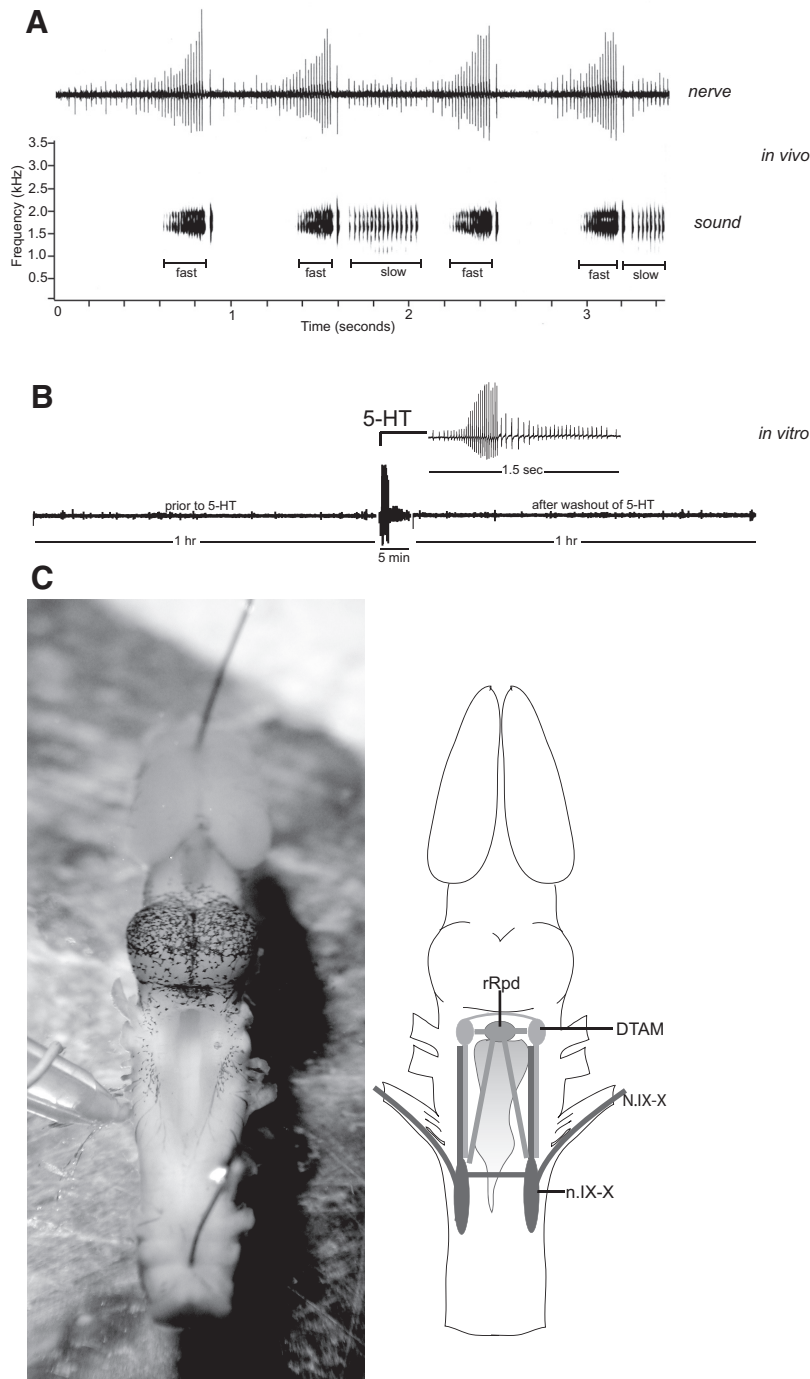 A
nerve
in vivo
3.5
3.0
2.5
2.0
1.5
1.0
0.5
Frequency (kHz)
sound
fast
fast
slow
fast
fast
slow
0
1
2
3
Time (seconds)
B
5-HT
in vitro
1.5 sec
prior to 5-HT
after washout of 5-HT
1 hr
5 min
1 hr
C
rRpd
DTAM
N.IX-X
n.IX-X